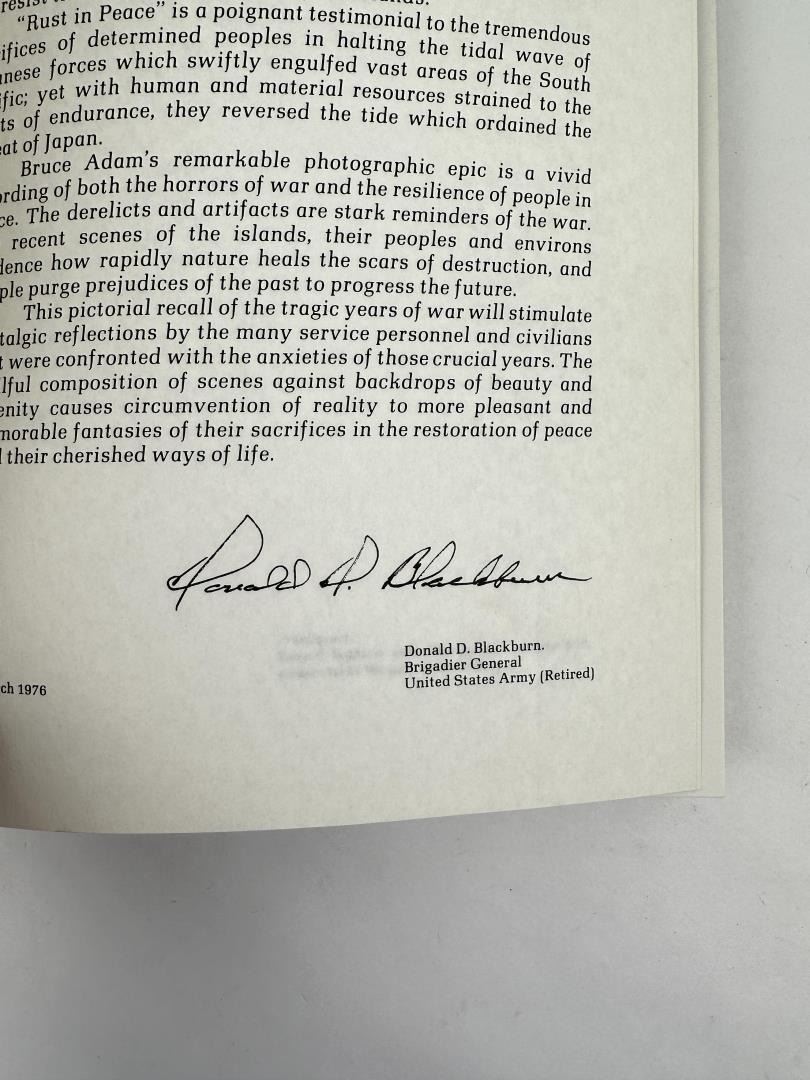 resist
“Rust in Peace” is a poignant testimonial to the tremendous
ifices of determined peoples in halting the tidal wave of
nese forces which swiftly engulfed vast areas of the South
fic; yet with human and material resources strained to the
ts of endurance, they reversed the tide which ordained the
eat of Japan.
Bruce Adam’s remarkable photographic epic is a vivid
ording of both the horrors of war and the resilience of people in
ce. The derelicts and artifacts are stark reminders of the war.
recent scenes of the islands, their peoples and environs
dence how rapidly nature heals the scars of destruction, and
ple purge prejudices of the past to progress the future.
This pictorial recall of the tragic years of war will stimulate
talgic reflections by the many service personnel and civilians
t were confronted with the anxieties of those crucial years. The
lful composition of scenes against backdrops of beauty and
enity causes circumvention of reality to more pleasant and
morable fantasies of their sacrifices in the restoration of peace
l their cherished ways of life.
Donald D. Blackburn
Donald D. Blackburn.
Brigadier General
United States Army (Retired)
ch 1976